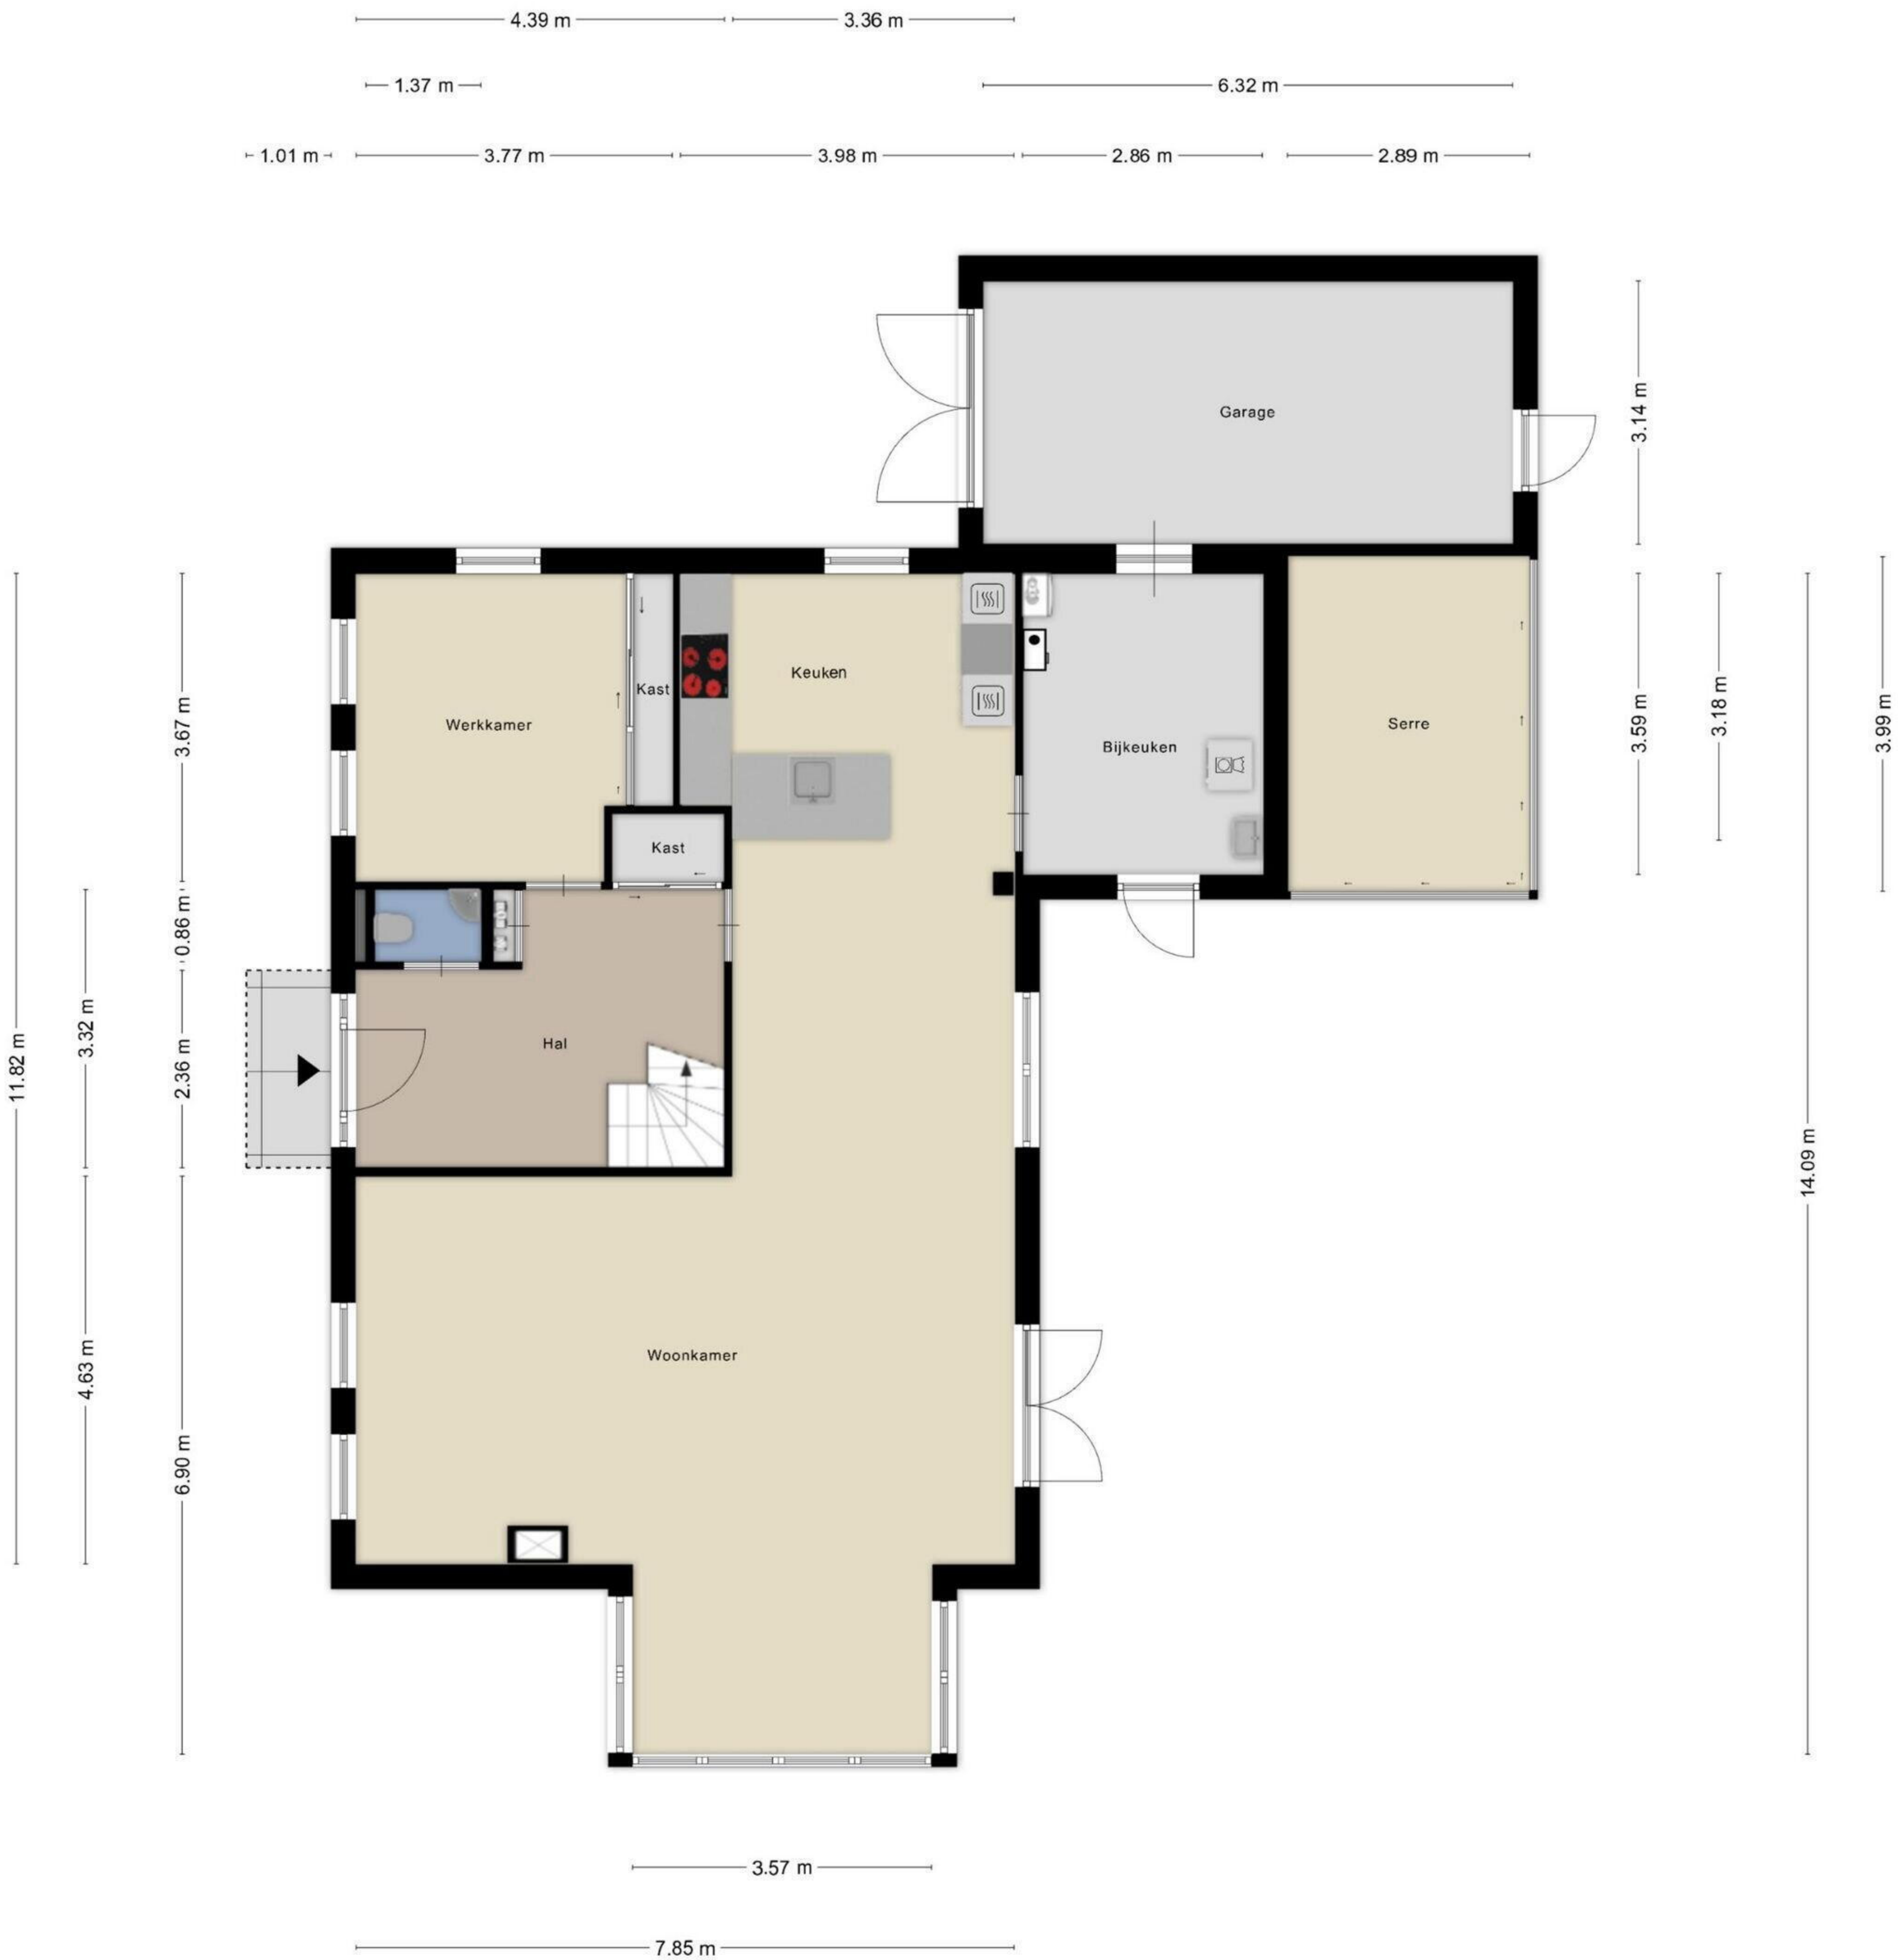 4.39 m
3.36 m
1.37 m
6.32 m
1.01 m
3.77 m
3.98 m
2.86 m
2.89 m
Garage
3.14 m
Keuken
Kast
Werkkamer
Bijkeuken
Serre
3.67 m
3.59 m
3.18 m
3.99 m
Kast
0.86 m
Hal
11.82 m
3.32 m
2.36 m
14.09 m
Woonkamer
4.63 m
6.90 m
3.57 m
7.85 m